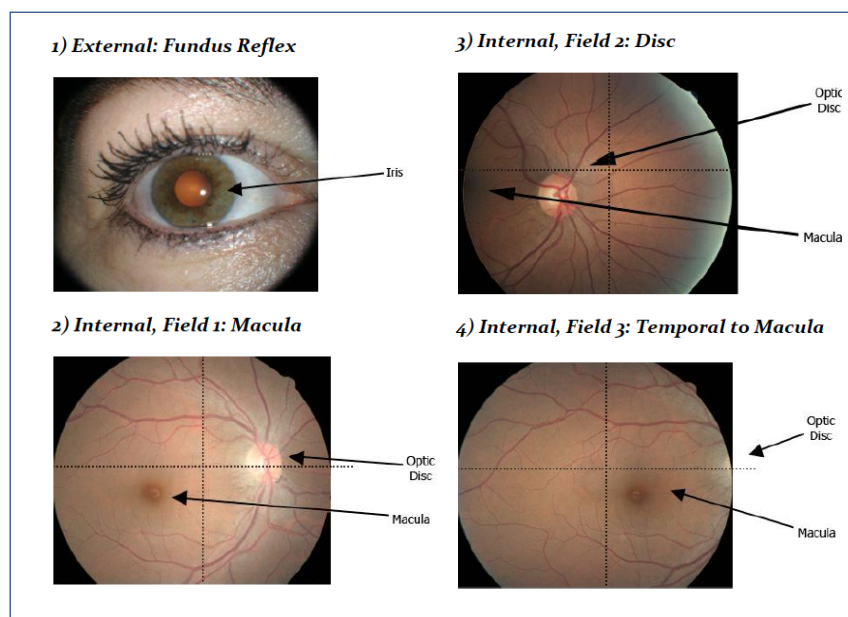 1) External: Fundus Reflex
Iris
2) Internal, Field 1: Macula
Optic
Disc
Macula
3) Internal, Field 2: Disc
Optic
Disc
Macula
4) Internal, Field 3: Temporal to Macula
Optic
Disc
Macula